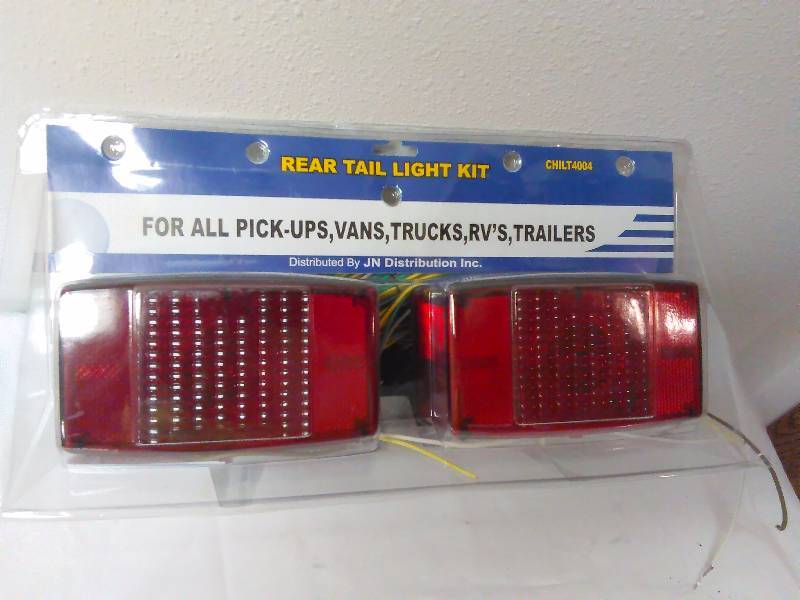 REAR TAIL LIGHT KIT
CHILT4004
FOR ALL PICK-UPS,VANS,TRUCKS,RV'S,TRAILERS
Distributed By JN Distribution Inc.